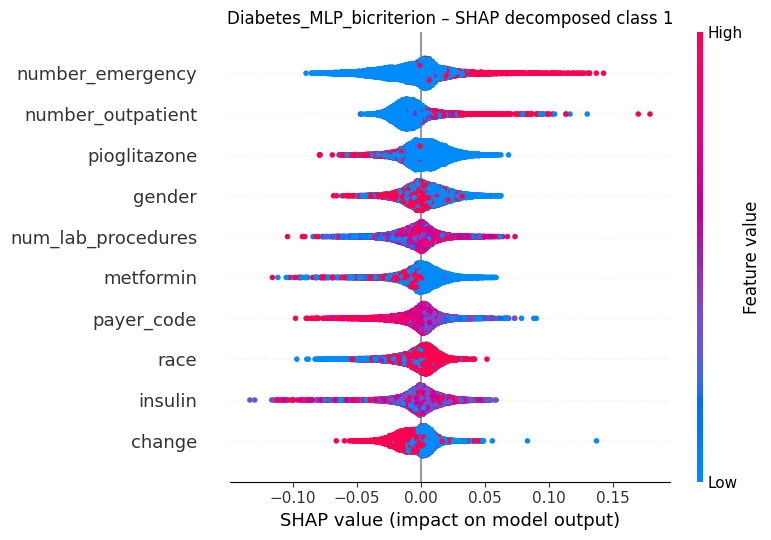 Diabetes_MLP_bicriterion – SHAP decomposed class 1
High
number_emergency
number_outpatient
pioglitazone
gender
num_lab_procedures
metformin
payer_code
race
insulin
change
Feature value
Low
−0.10 −0.05 0.00 0.05 0.10 0.15
SHAP value (impact on model output)